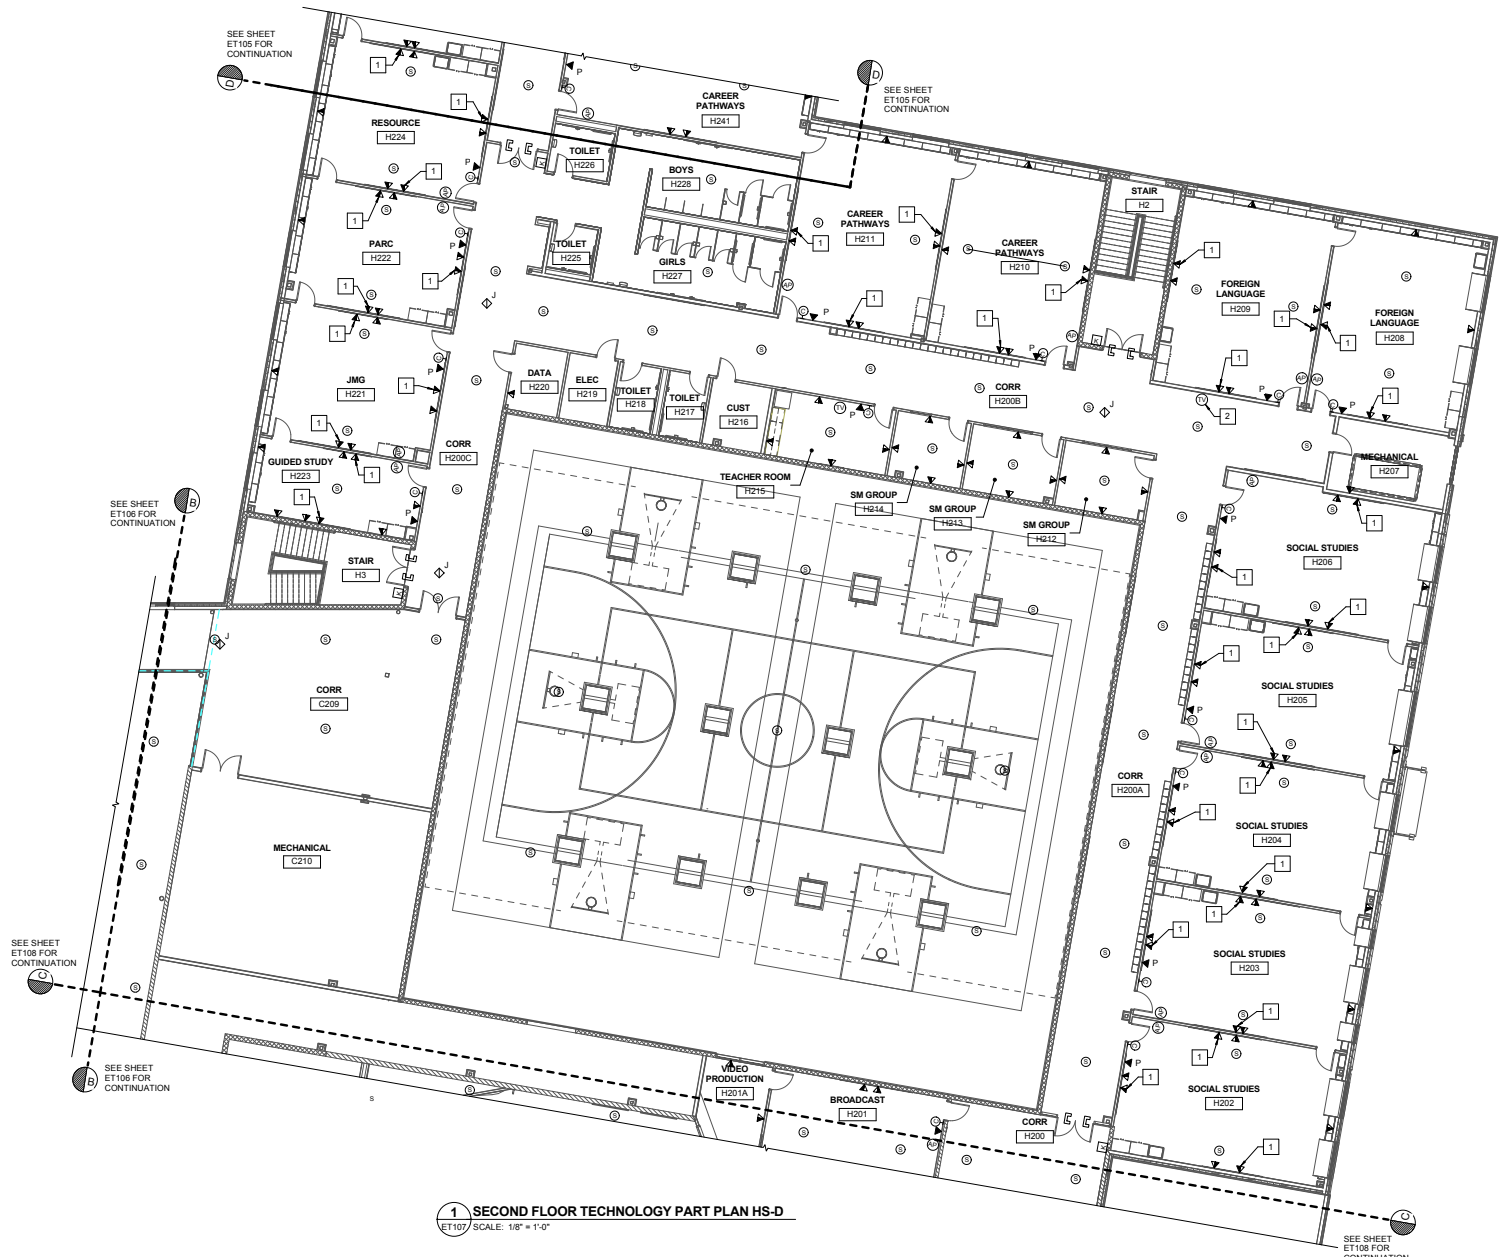 SEE SHEET
ET105 FOR
CONTINUATION
D
D
SEE SHEET
ET105 FOR
CONTINUATION
CAREER
PATHWAYS
H241
RESOURCE
H224
TOILET
H226
BOYS
H228
STAIR
H2
PARC
H222
TOILET
H225
GIRLS
H227
CAREER
PATHWAYS
H211
CAREER
PATHWAYS
H210
FOREIGN
LANGUAGE
H209
FOREIGN
LANGUAGE
H208
JMG
H221
DATA
H220
ELEC
H219
TOILET
H218
TOILET
H217
CUST
H216
CORR
H200B
TV
TV
2
J
J
CORR
H200C
GUIDED STUDY
H223
TEACHER ROOM
H215
SM GROUP
H214
SM GROUP
H213
SM GROUP
H212
MECHANICAL
H207
SEE SHEET
ET106 FOR
CONTINUATION
B
STAIR
H3
J
J
SOCIAL STUDIES
H206
SOCIAL STUDIES
H205
CORR
C209
CORR
H200A
SOCIAL STUDIES
H204
MECHANICAL
C210
SEE SHEET
ET108 FOR
CONTINUATION
C
SOCIAL STUDIES
H203
SEE SHEET
ET106 FOR
CONTINUATION
B
VIDEO
PRODUCTION
H201A
BROADCAST
H201
CORR
H200
SOCIAL STUDIES
H202
1 SECOND FLOOR TECHNOLOGY PART PLAN HS-D
ET107 SCALE: 1/8" = 1'-0"
C
SEE SHEET
ET108 FOR
CONTINUATION